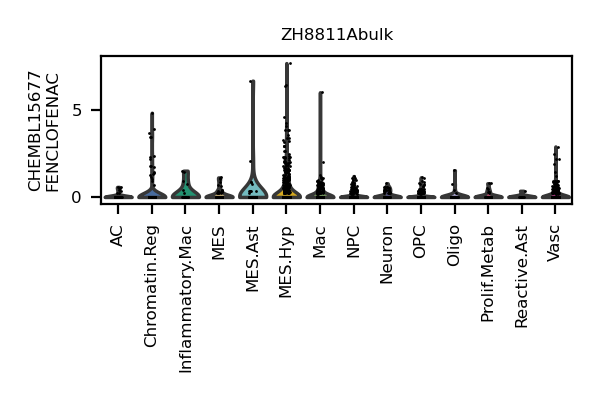 ZH8811Abulk
CHEMBL15677
FENCLOFENAC
5
0
AC
Chromatin.Reg
Inflammatory.Mac
MES
MES.Ast
MES.Hyp
Mac
NPC
Neuron
OPC
Oligo
Prolif.Metab
Reactive.Ast
Vasc